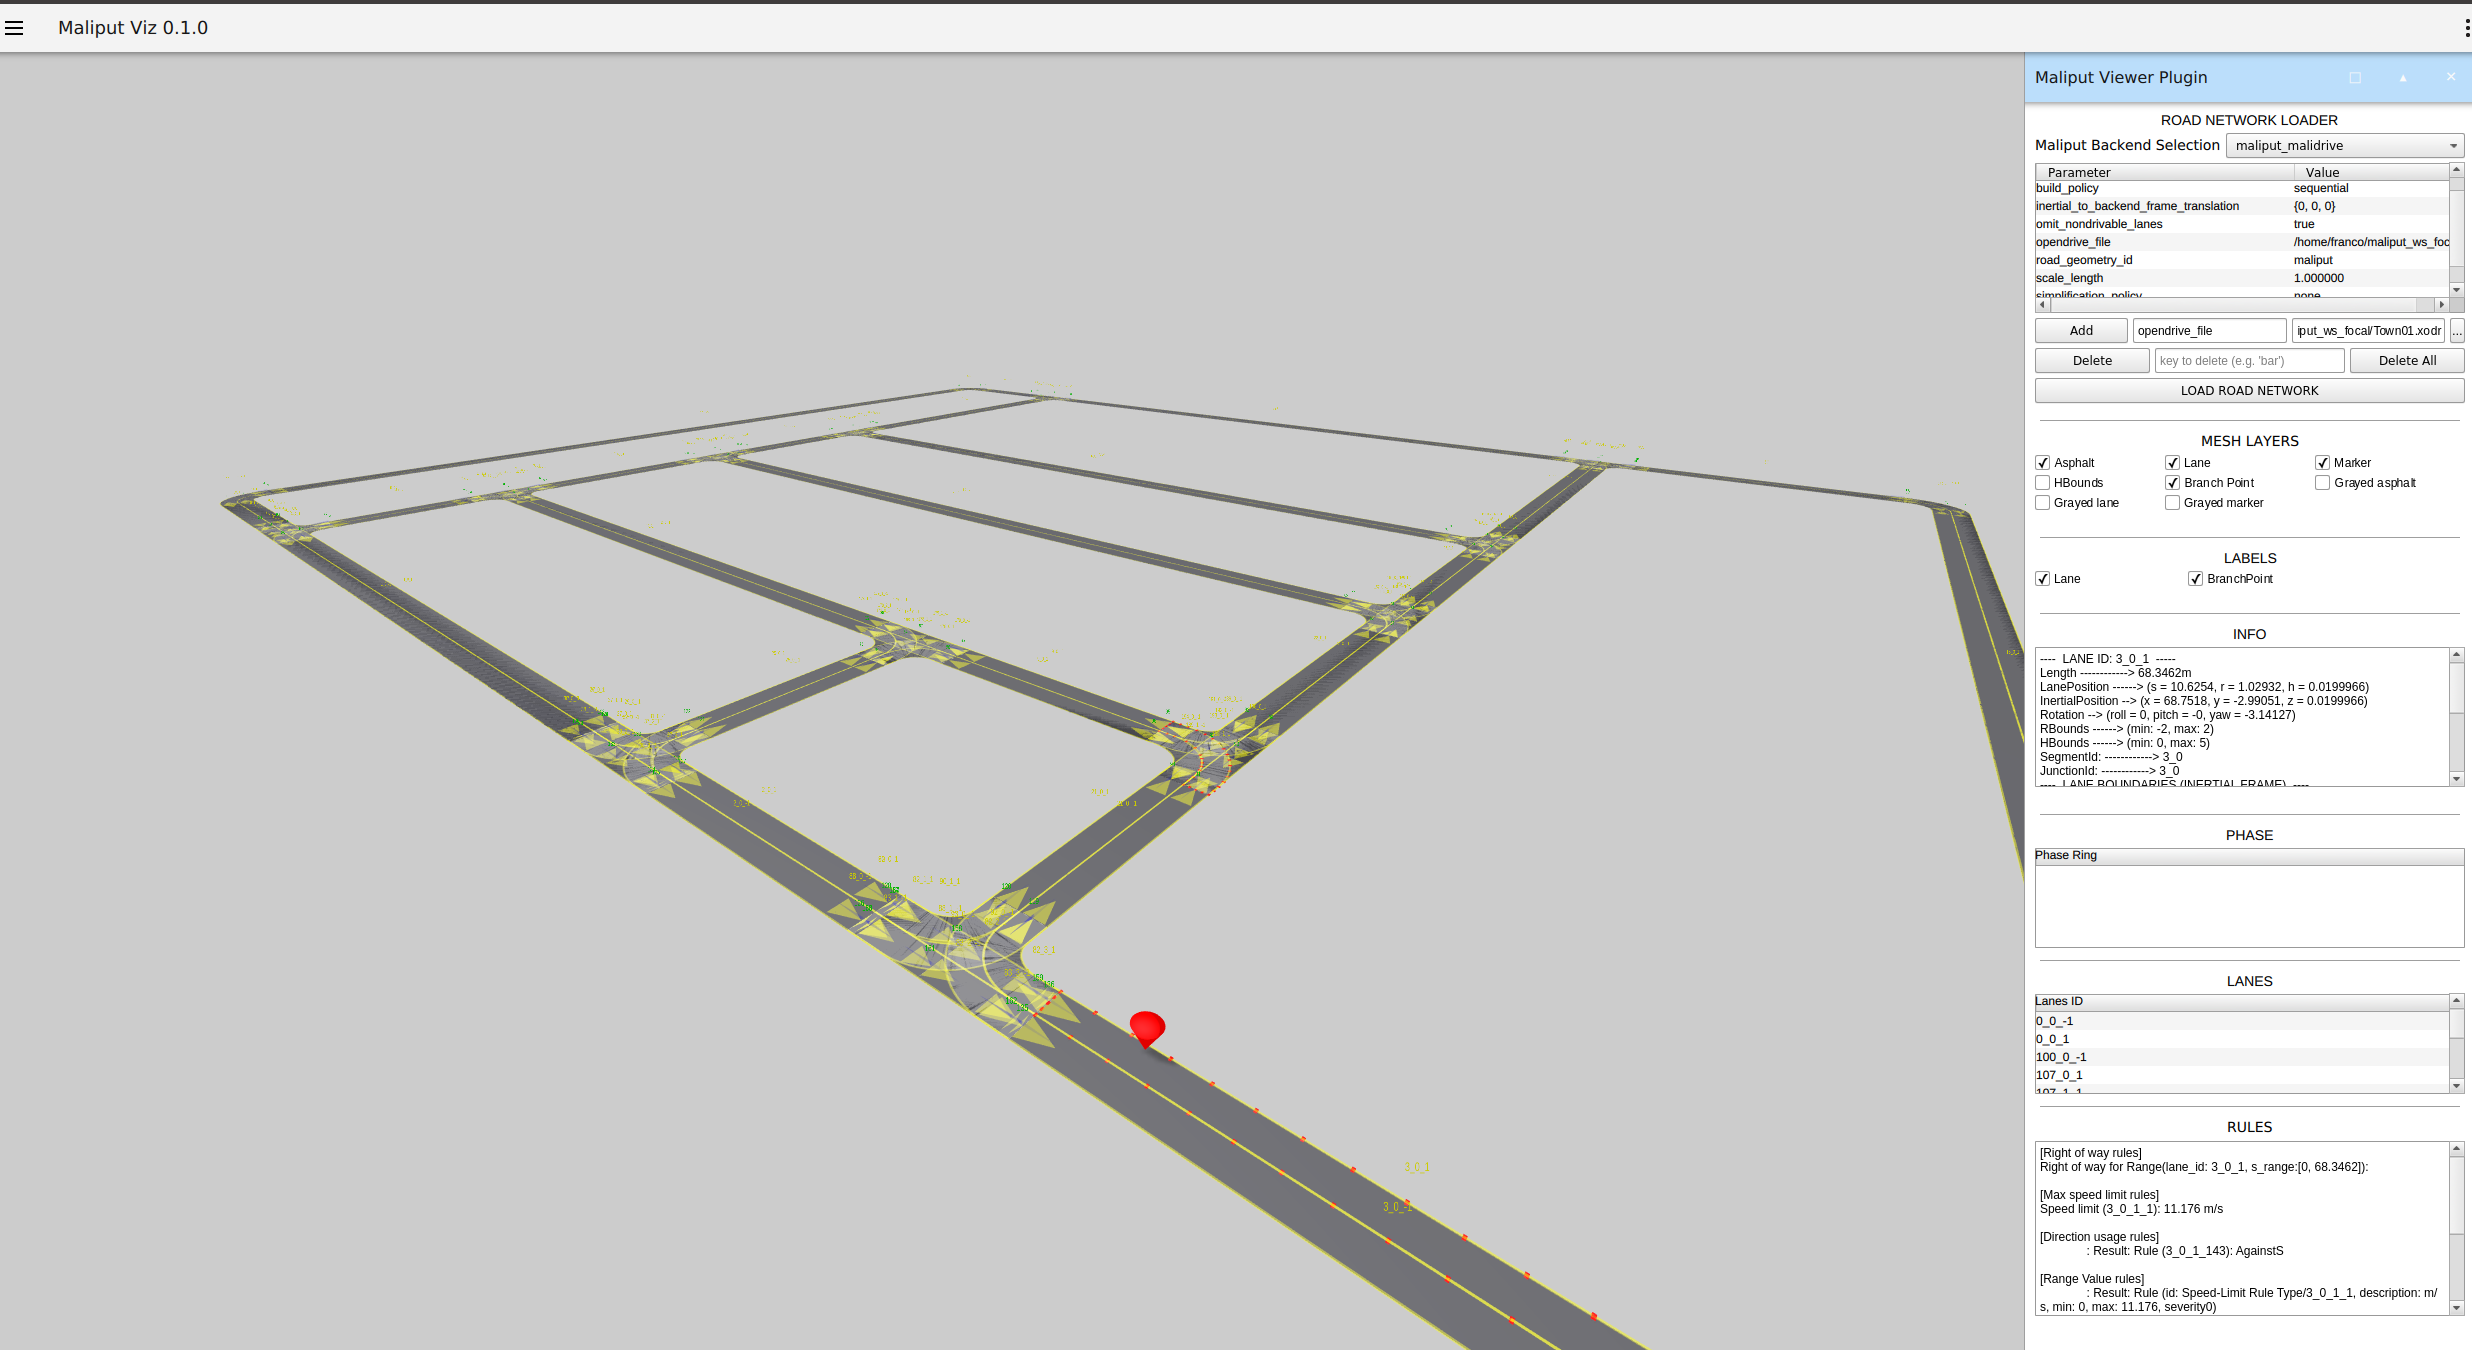 Maliput Viz 0.1.0
Maliput Viewer Plugin
ROAD NETWORK LOADER
Maliput Backend Selection maliput_malidrive
Parameter Value
build_policy sequential
inertial_to_backend_frame_translation {0, 0, 0}
omit_nondrivable_lanes true
opendrive_file /home/franco/maliput_ws_foc
road_geometry_id maliput
scale_length 1.000000
simplification_policy none
Add opendrive_file iput_ws_focal/Town01.xodr ...
Delete key to delete (e.g. 'bar') Delete All
LOAD ROAD NETWORK
MESH LAYERS
Asphalt Lane Marker
HBounds Branch Point Grayed asphalt
Grayed lane Grayed marker
LABELS
Lane BranchPoint
INFO
---- LANE ID: 3_0_1 -----
Length ------------> 68.3462m
LanePosition ------> (s = 10.6254, r = 1.02932, h = 0.0199966)
InertialPosition --> (x = 68.7518, y = -2.99051, z = 0.0199966)
Rotation --> (roll = 0, pitch = -0, yaw = -3.14127)
RBounds ------> (min: -2, max: 2)
HBounds ------> (min: 0, max: 5)
SegmentId: ------------> 3_0
JunctionId: ------------> 3_0
---- LANE BOUNDARIES (INERTIAL FRAME) ----
PHASE
Phase Ring
LANES
Lanes ID
0_0_-1
0_0_1
100_0_-1
107_0_1
107_1_1
RULES
[Right of way rules]
Right of way for Range(lane_id: 3_0_1, s_range:[0, 68.3462]):
[Max speed limit rules]
Speed limit (3_0_1_1): 11.176 m/s
[Direction usage rules]
: Result: Rule (3_0_1_143): AgainstS
[Range Value rules]
: Result: Rule (id: Speed-Limit Rule Type/3_0_1_1, description: m/
s, min: 0, max: 11.176, severity0)
3_0_1
3_0_-1